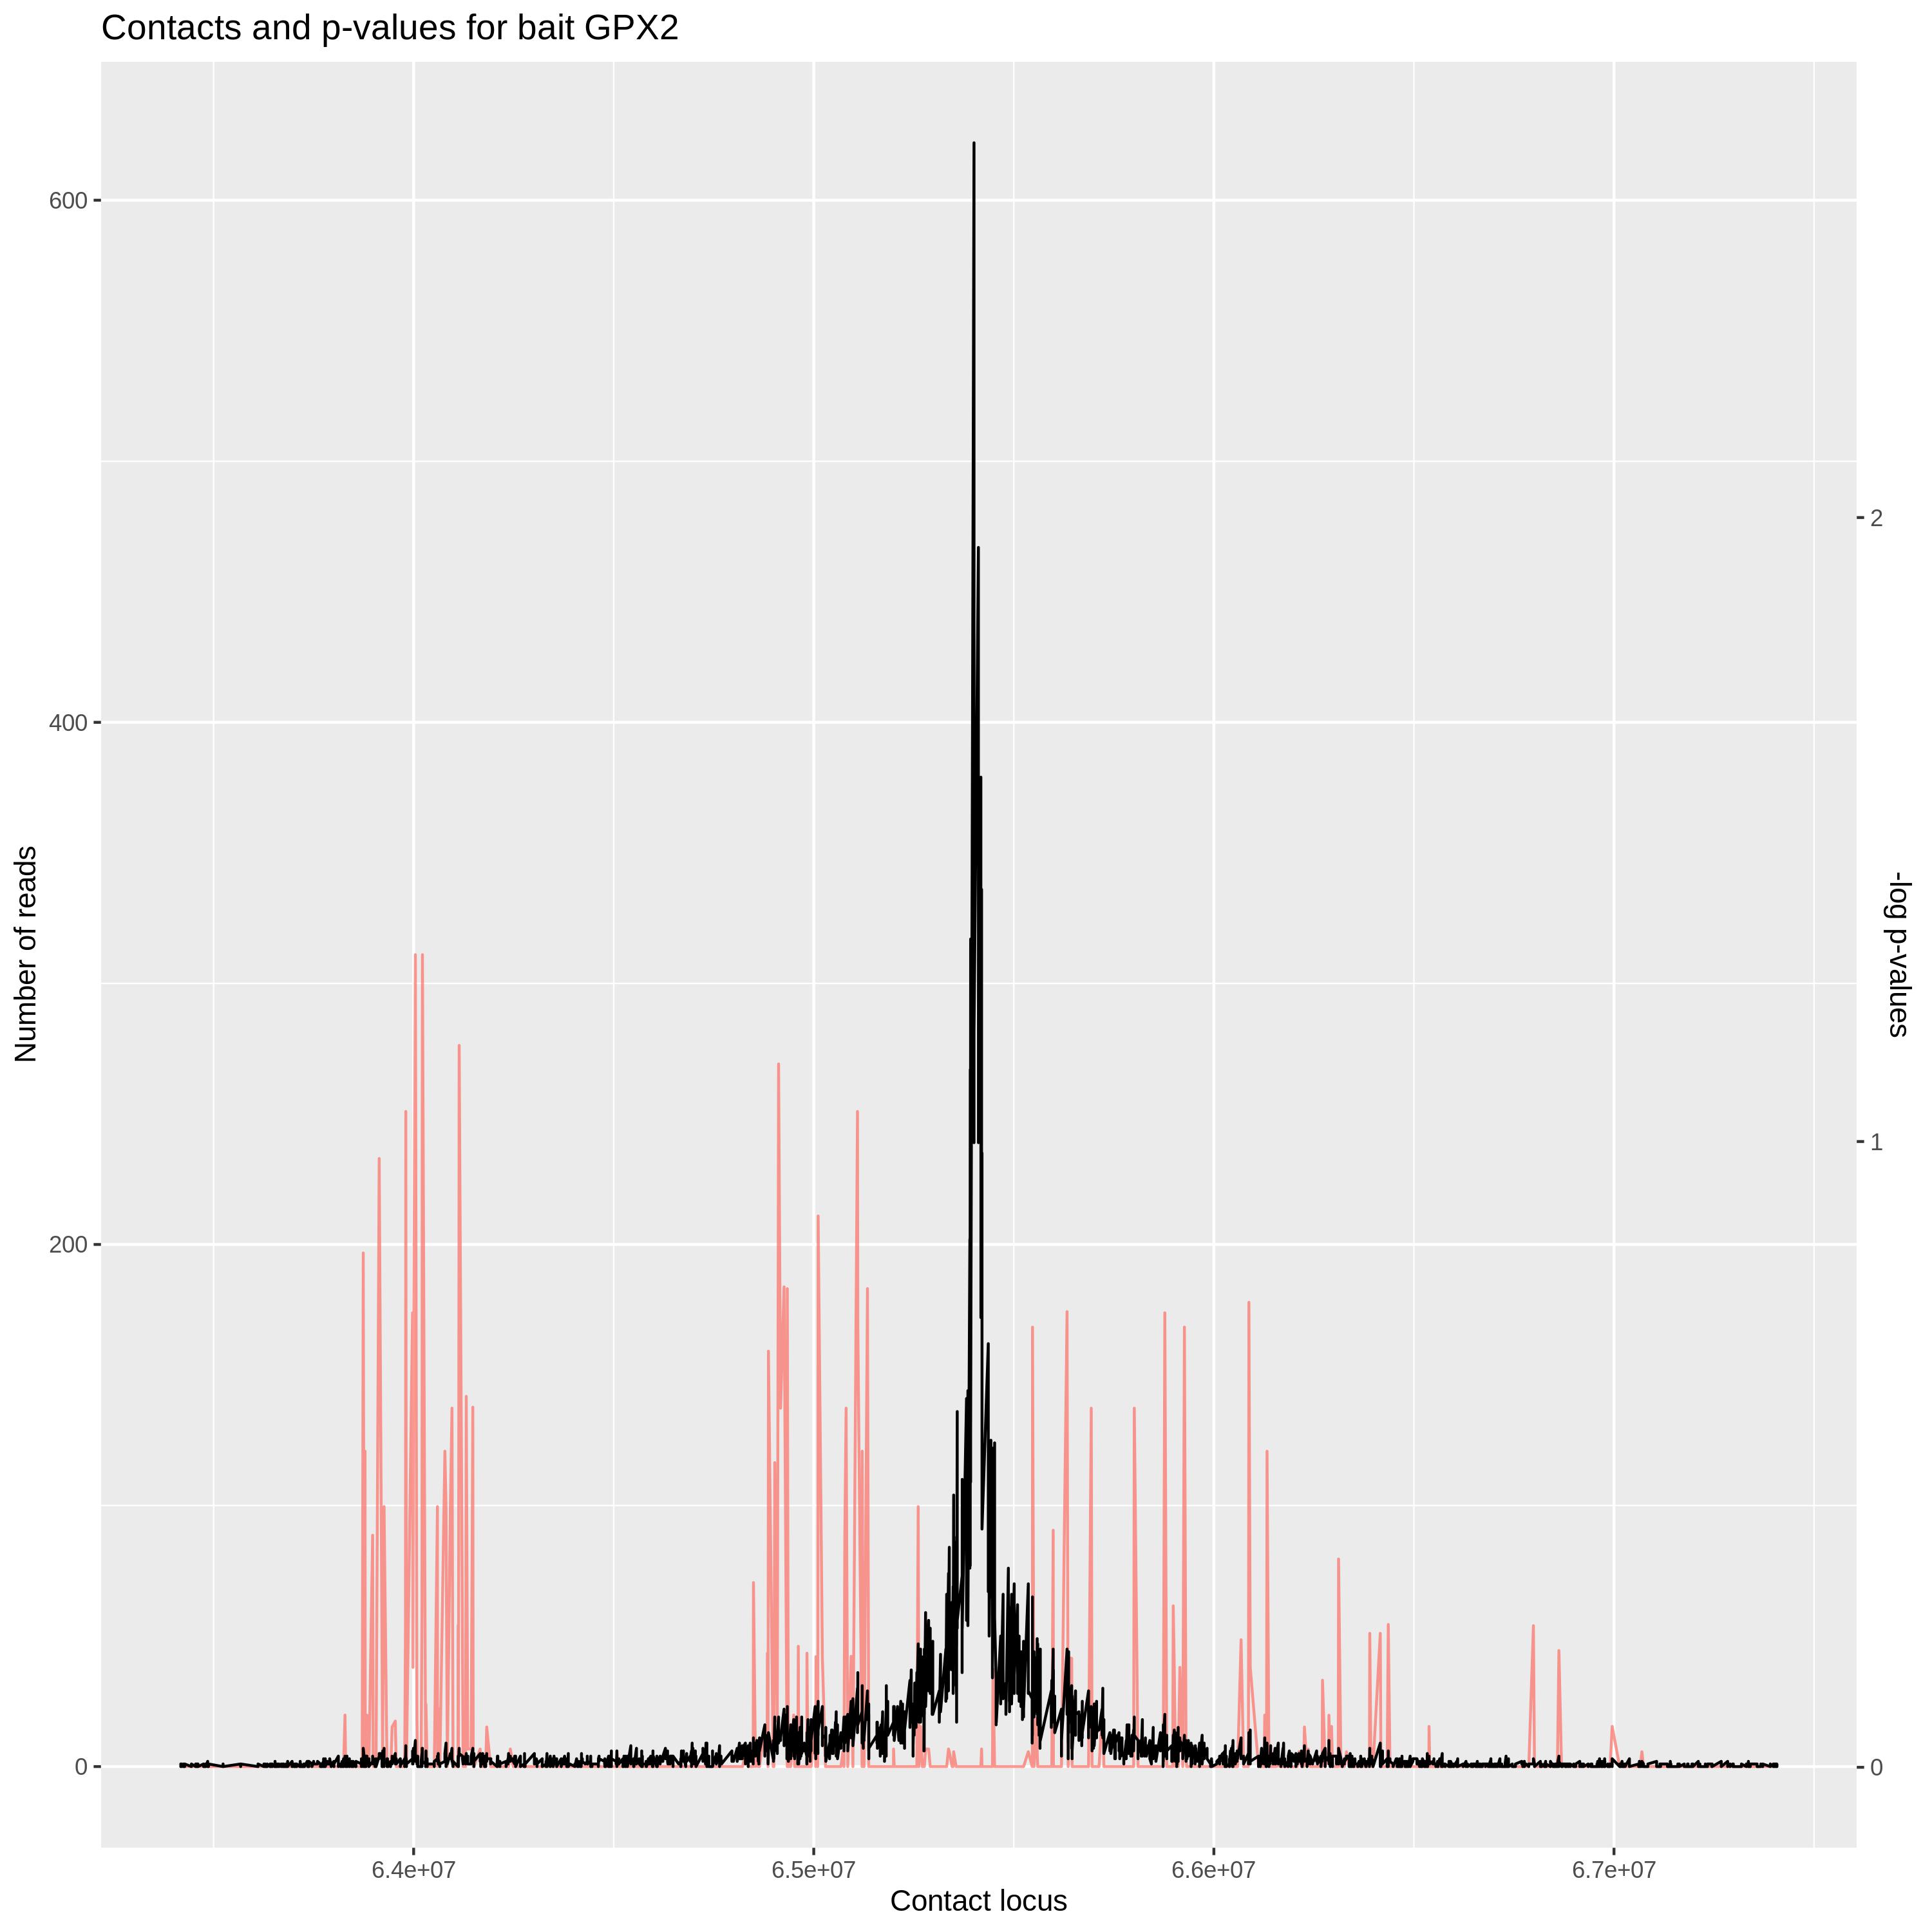 Contacts and p-values for bait GPX2
600
400
200
0
Number of reads
2
1
0
-log p-values
6.4e+07
6.5e+07
6.6e+07
6.7e+07
Contact locus